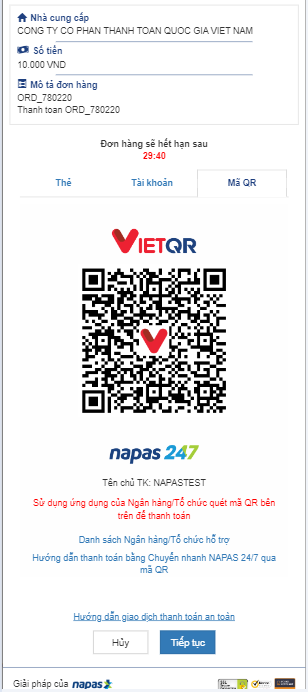 Nhà cung cấp
CONG TY CO PHAN THANH TOAN QUOC GIA VIET NAM
Số tiền
10.000 VND
Mô tả đơn hàng
ORD_780220
Thanh toan ORD_780220
Đơn hàng sẽ hết hạn sau
29:40
Thẻ Tài khoản Mã QR
VIETQR
napas 247
Tên chủ TK: NAPASTEST
Sử dụng ứng dụng của Ngân hàng/Tổ chức quét mã QR bên
trên để thanh toán
Danh sách Ngân hàng/Tổ chức hỗ trợ
Hướng dẫn thanh toán bằng Chuyển nhanh NAPAS 24/7 qua
mã QR
Hướng dẫn giao dịch thanh toán an toàn
Hủy Tiếp tục
Giải pháp của napas